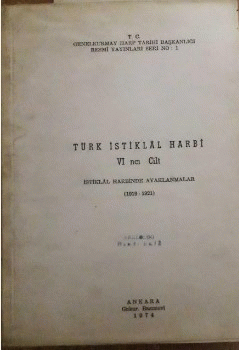 T. C.
GENELKURMAY HARP TARİHİ BAŞKANLIĞI
RESMİ YAYINLARI SERİ NO : 1
TÜRK İSTİKLÂL HARBİ
VI ncı Cilt
İSTİKLÂL HARBİNDE AYAKLANMALAR
(1919 - 1921)
ANKARA
Basımevi
1974